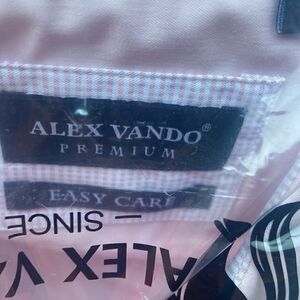 ALEX VANDO®
PREMIUM
EASY CARE
— SINCE
ALEX VA